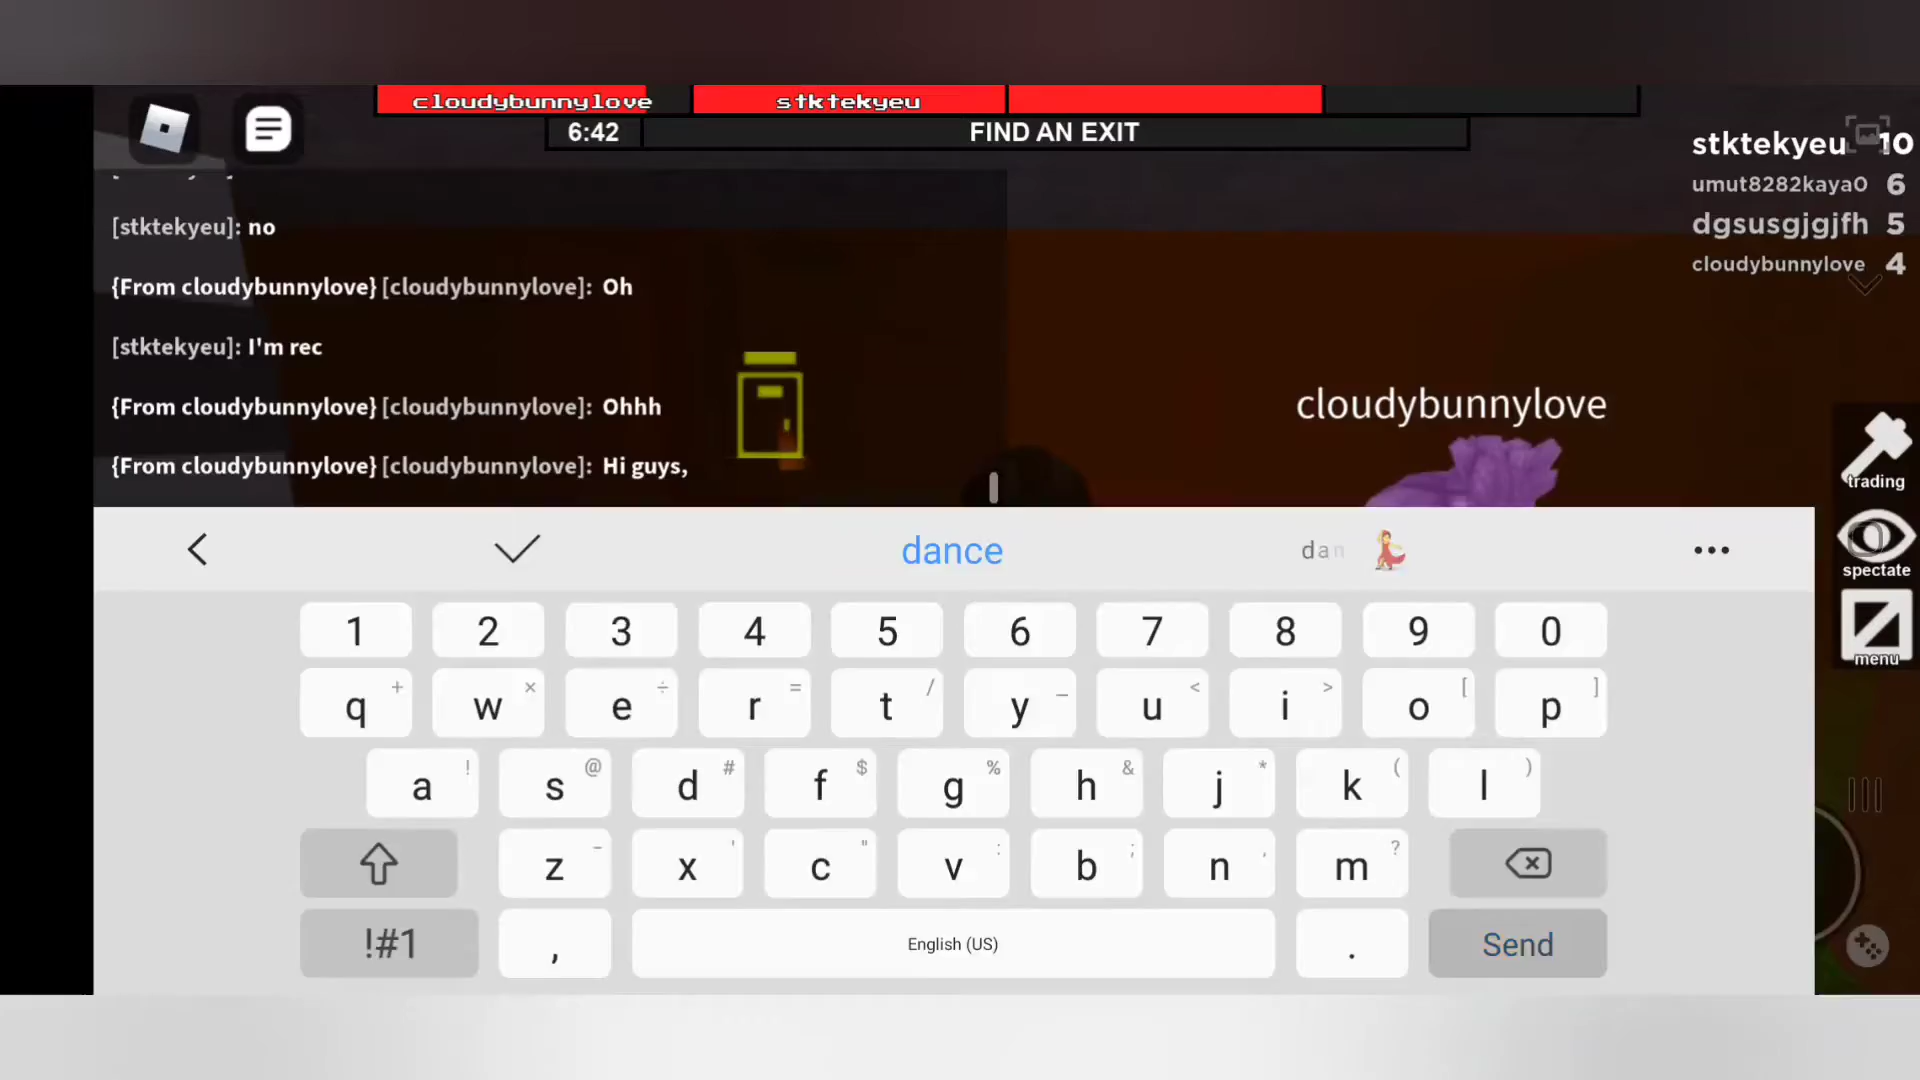 cloudybunnylove
stktekyeu
6:42
FIND AN EXIT
stktekyeu 10
umut8282kaya0 6
dgsusgjgjfh 5
cloudybunnylove 4
[stktekyeu]: no
{From cloudybunnylove} [cloudybunnylove]: Oh
[stktekyeu]: I'm rec
{From cloudybunnylove} [cloudybunnylove]: Ohhh
{From cloudybunnylove} [cloudybunnylove]: Hi guys,
cloudybunnylove
trading
spectate
menu
dance
dan
1 2 3 4 5 6 7 8 9 0
q + w × e ÷ r = t / y _ u < i > o [ p ]
a ! s @ d # f $ g % h & j * k ( l )
z - x ' c " v : b ; n , m ?
!#1 , English (US) . Send